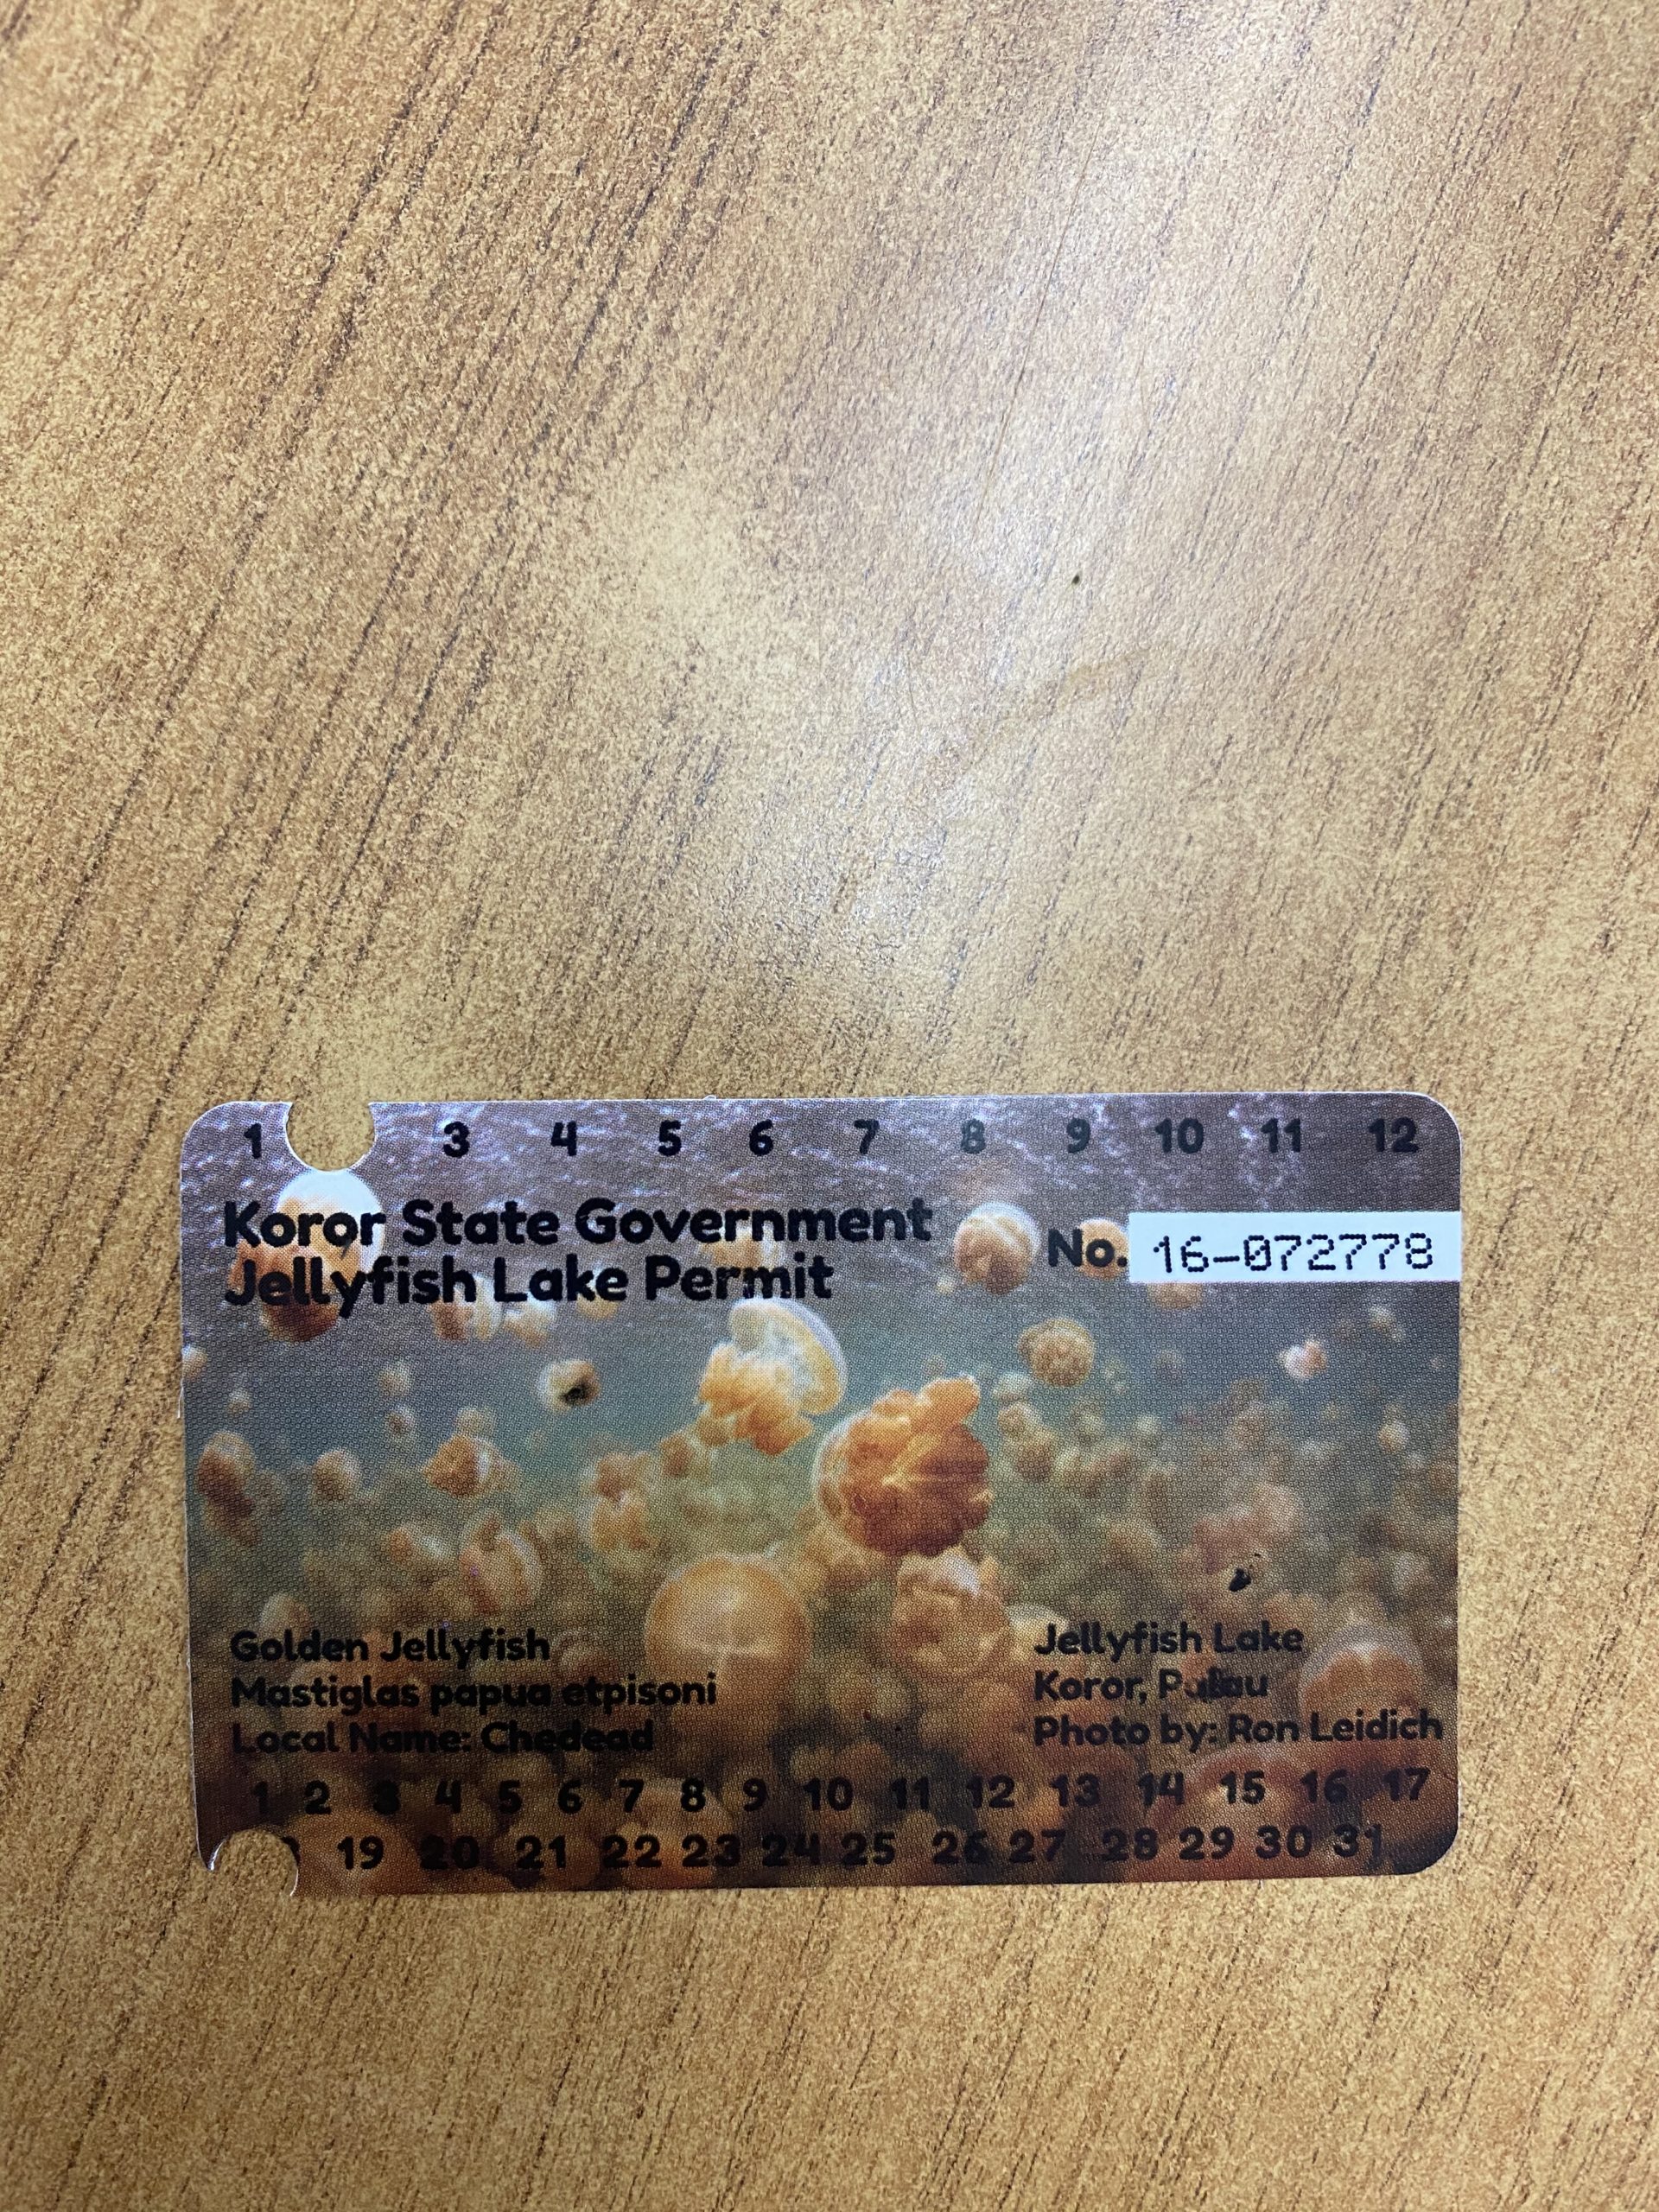 1 3 4 5 6 7 8 9 10 11 12
Koror State Government
Jellyfish Lake Permit
No. 16-072778
Golden Jellyfish
Mastiglas papua etpisoni
Local Name: Chedead
Jellyfish Lake
Koror, Palau
Photo by: Ron Leidich
1 2 3 4 5 6 7 8 9 10 11 12 13 14 15 16 17
19 20 21 22 23 24 25 26 27 28 29 30 31